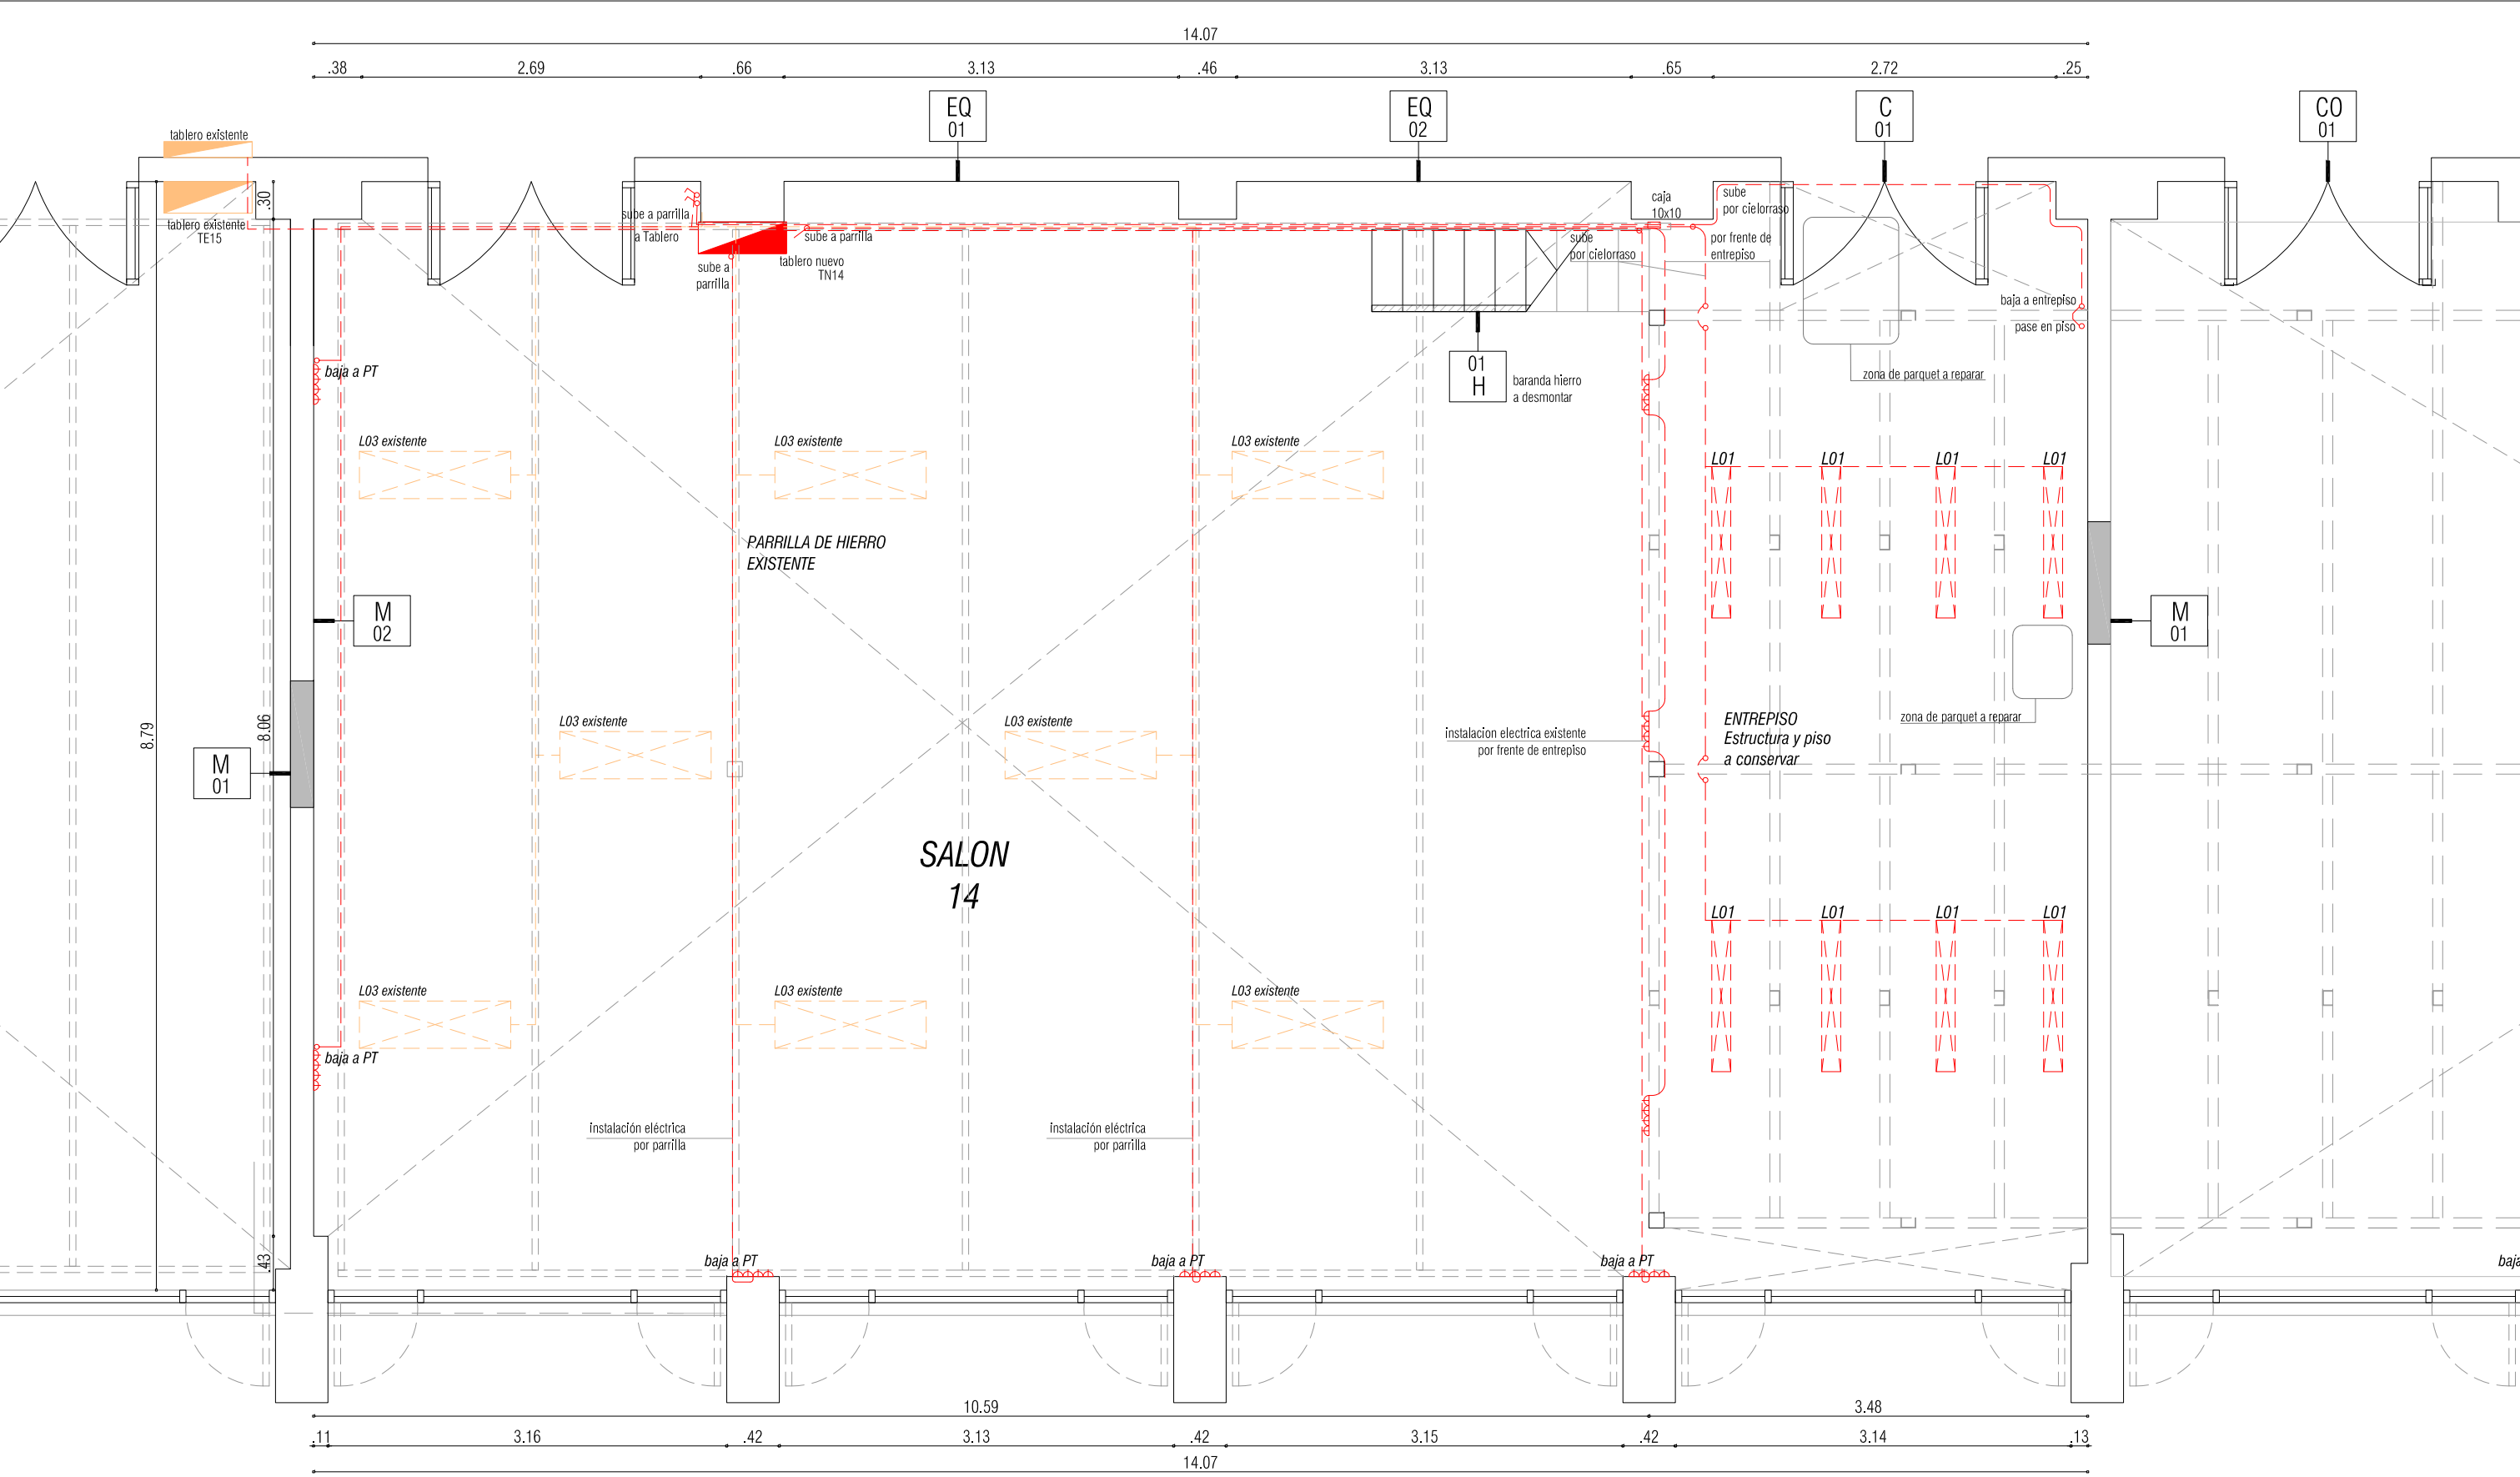 14.07
.38
2.69
.66
3.13
.46
3.13
.65
2.72
.25
EQ
01
EQ
02
C
01
CO
01
tablero existente
tablero existente
TE15
.30
sube a parrilla
a Tablero
sube a
parrilla
sube a parrilla
tablero nuevo
TN14
caja
10x10
sube
por cielorraso
sube
por cielorraso
por frente de
entrepiso
baja a entrepiso
pase en piso
01
H
baranda hierro
a desmontar
zona de parquet a reparar
baja a PT
L03 existente
L03 existente
L03 existente
L01
L01
L01
L01
PARRILLA DE HIERRO
EXISTENTE
M
02
M
01
8.79
8.06
M
01
L03 existente
L03 existente
instalacion electrica existente
por frente de entrepiso
ENTREPISO
Estructura y piso
a conservar
zona de parquet a reparar
SALON
14
L01
L01
L01
L01
L03 existente
L03 existente
L03 existente
baja a PT
instalación eléctrica
por parrilla
instalación eléctrica
por parrilla
.43
baja a PT
baja a PT
baja a PT
baja
10.59
3.48
.11
3.16
.42
3.13
.42
3.15
.42
3.14
.13
14.07